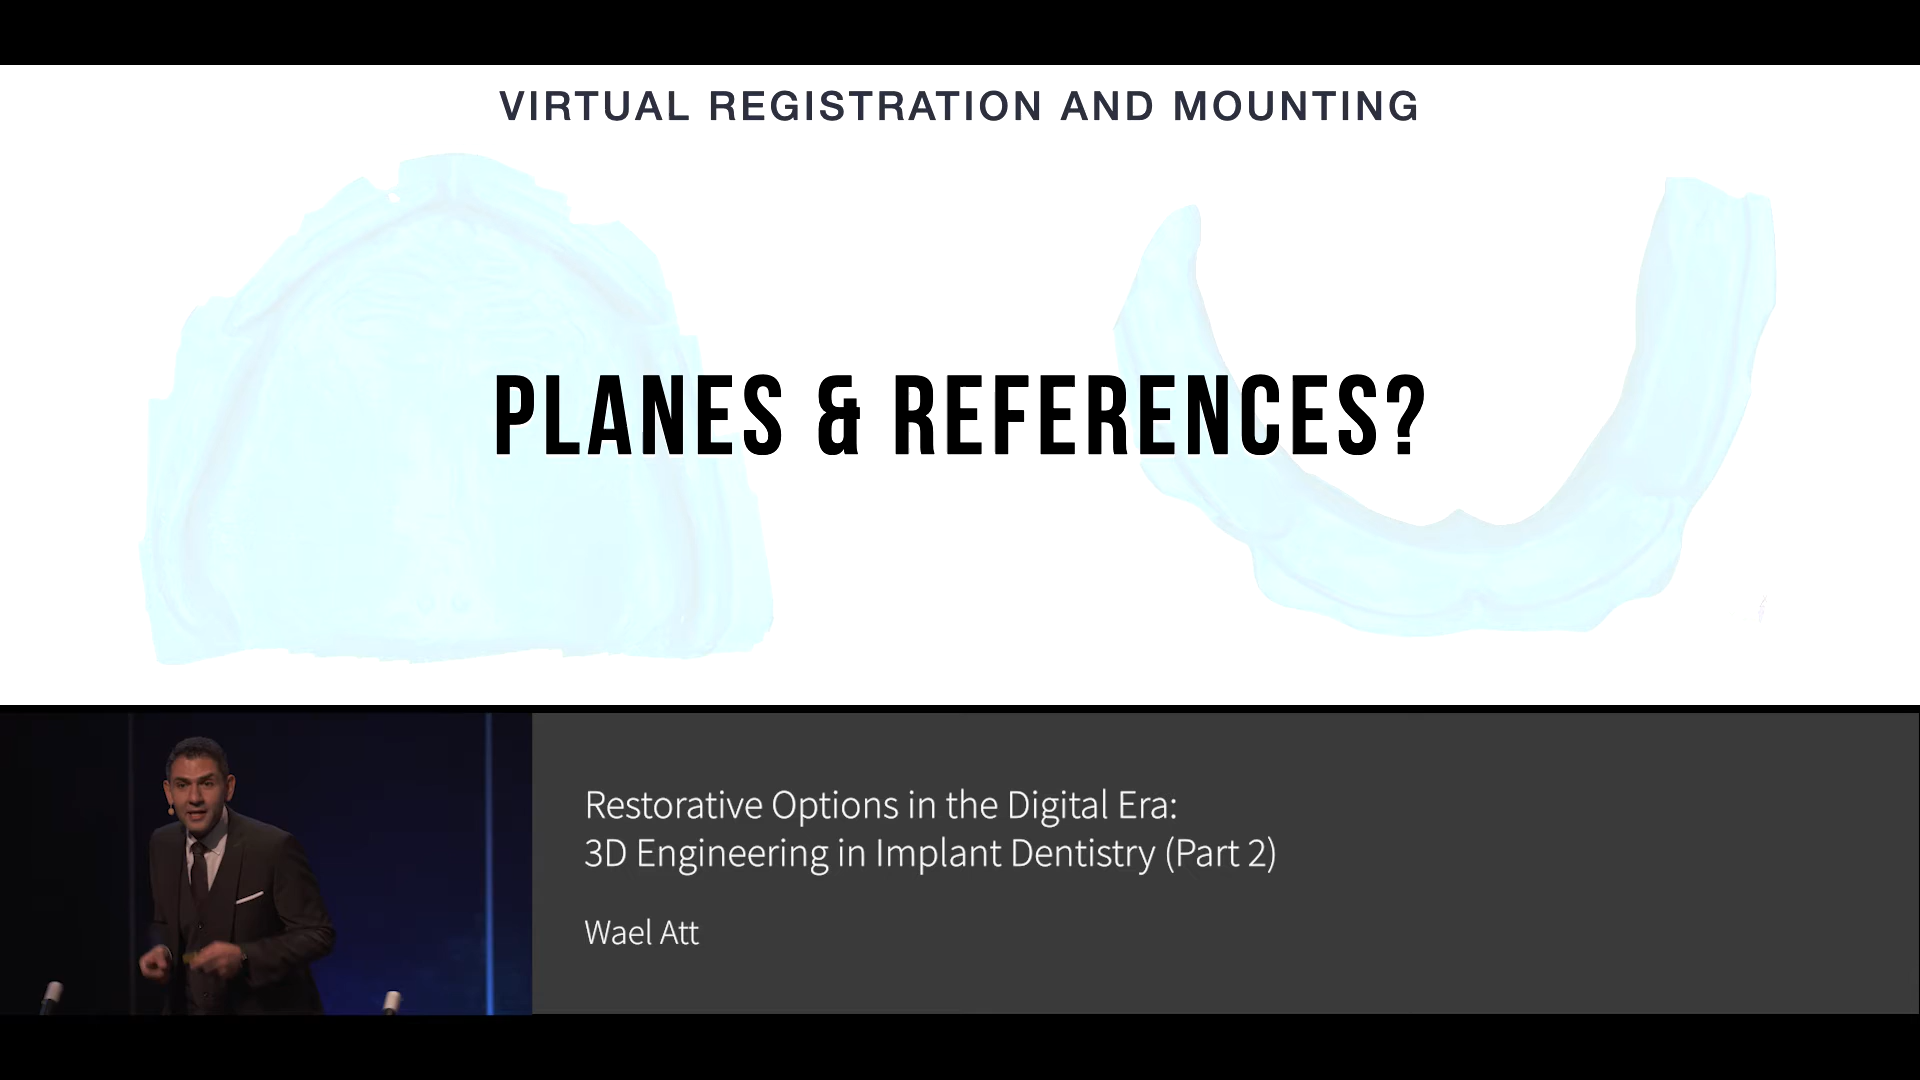 VIRTUAL REGISTRATION AND MOUNTING
PLANES & REFERENCES?
Restorative Options in the Digital Era:
3D Engineering in Implant Dentistry (Part 2)
Wael Att